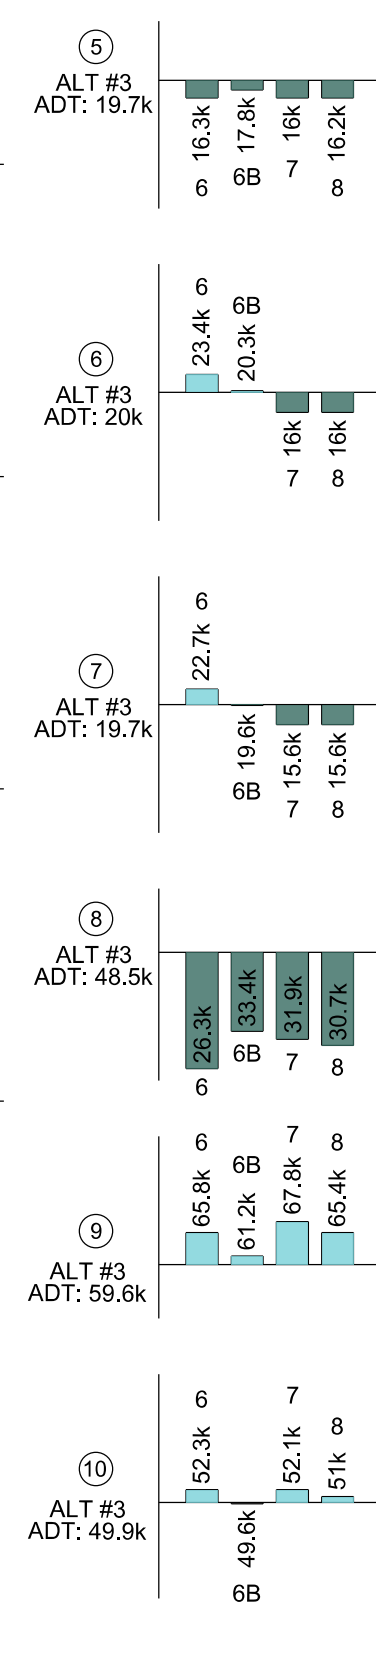 5
ALT #3
ADT: 19.7k
16.3k 17.8k 16k 16.2k
6 6B 7 8
6
ALT #3
ADT: 20k
6 6B
23.4k 20.3k
16k 16k
7 8
7
ALT #3
ADT: 19.7k
6
22.7k
19.6k 15.6k 15.6k
6B 7 8
8
ALT #3
ADT: 48.5k
26.3k 33.4k 31.9k 30.7k
6 6B 7 8
9
ALT #3
ADT: 59.6k
6 6B 7 8
65.8k 61.2k 67.8k 65.4k
10
ALT #3
ADT: 49.9k
6 7 8
52.3k 52.1k 51k
49.6k
6B